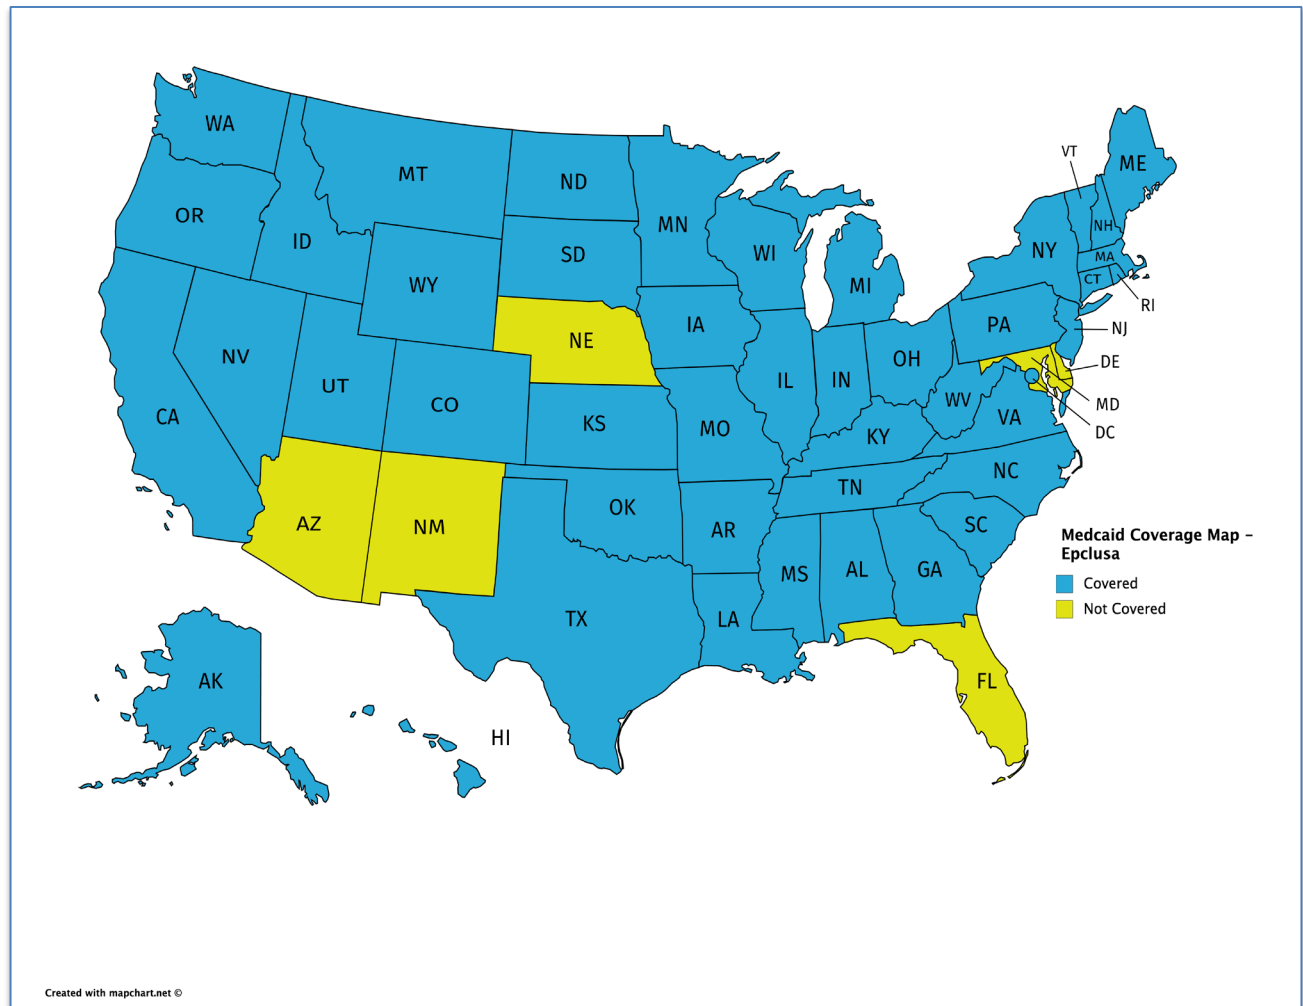 WA
MT
ND
MN
VT
ME
OR
ID
SD
WI
NH
NY
MA
WY
MI
CT
RI
IA
PA
NJ
NE
NV
OH
DE
UT
IL
IN
CO
WV
MD
CA
KS
MO
VA
DC
KY
NC
TN
AZ
NM
OK
AR
SC
Medcaid Coverage Map –
Epclusa
MS
AL
GA
Covered
Not Covered
TX
LA
AK
FL
HI
Created with mapchart.net ©